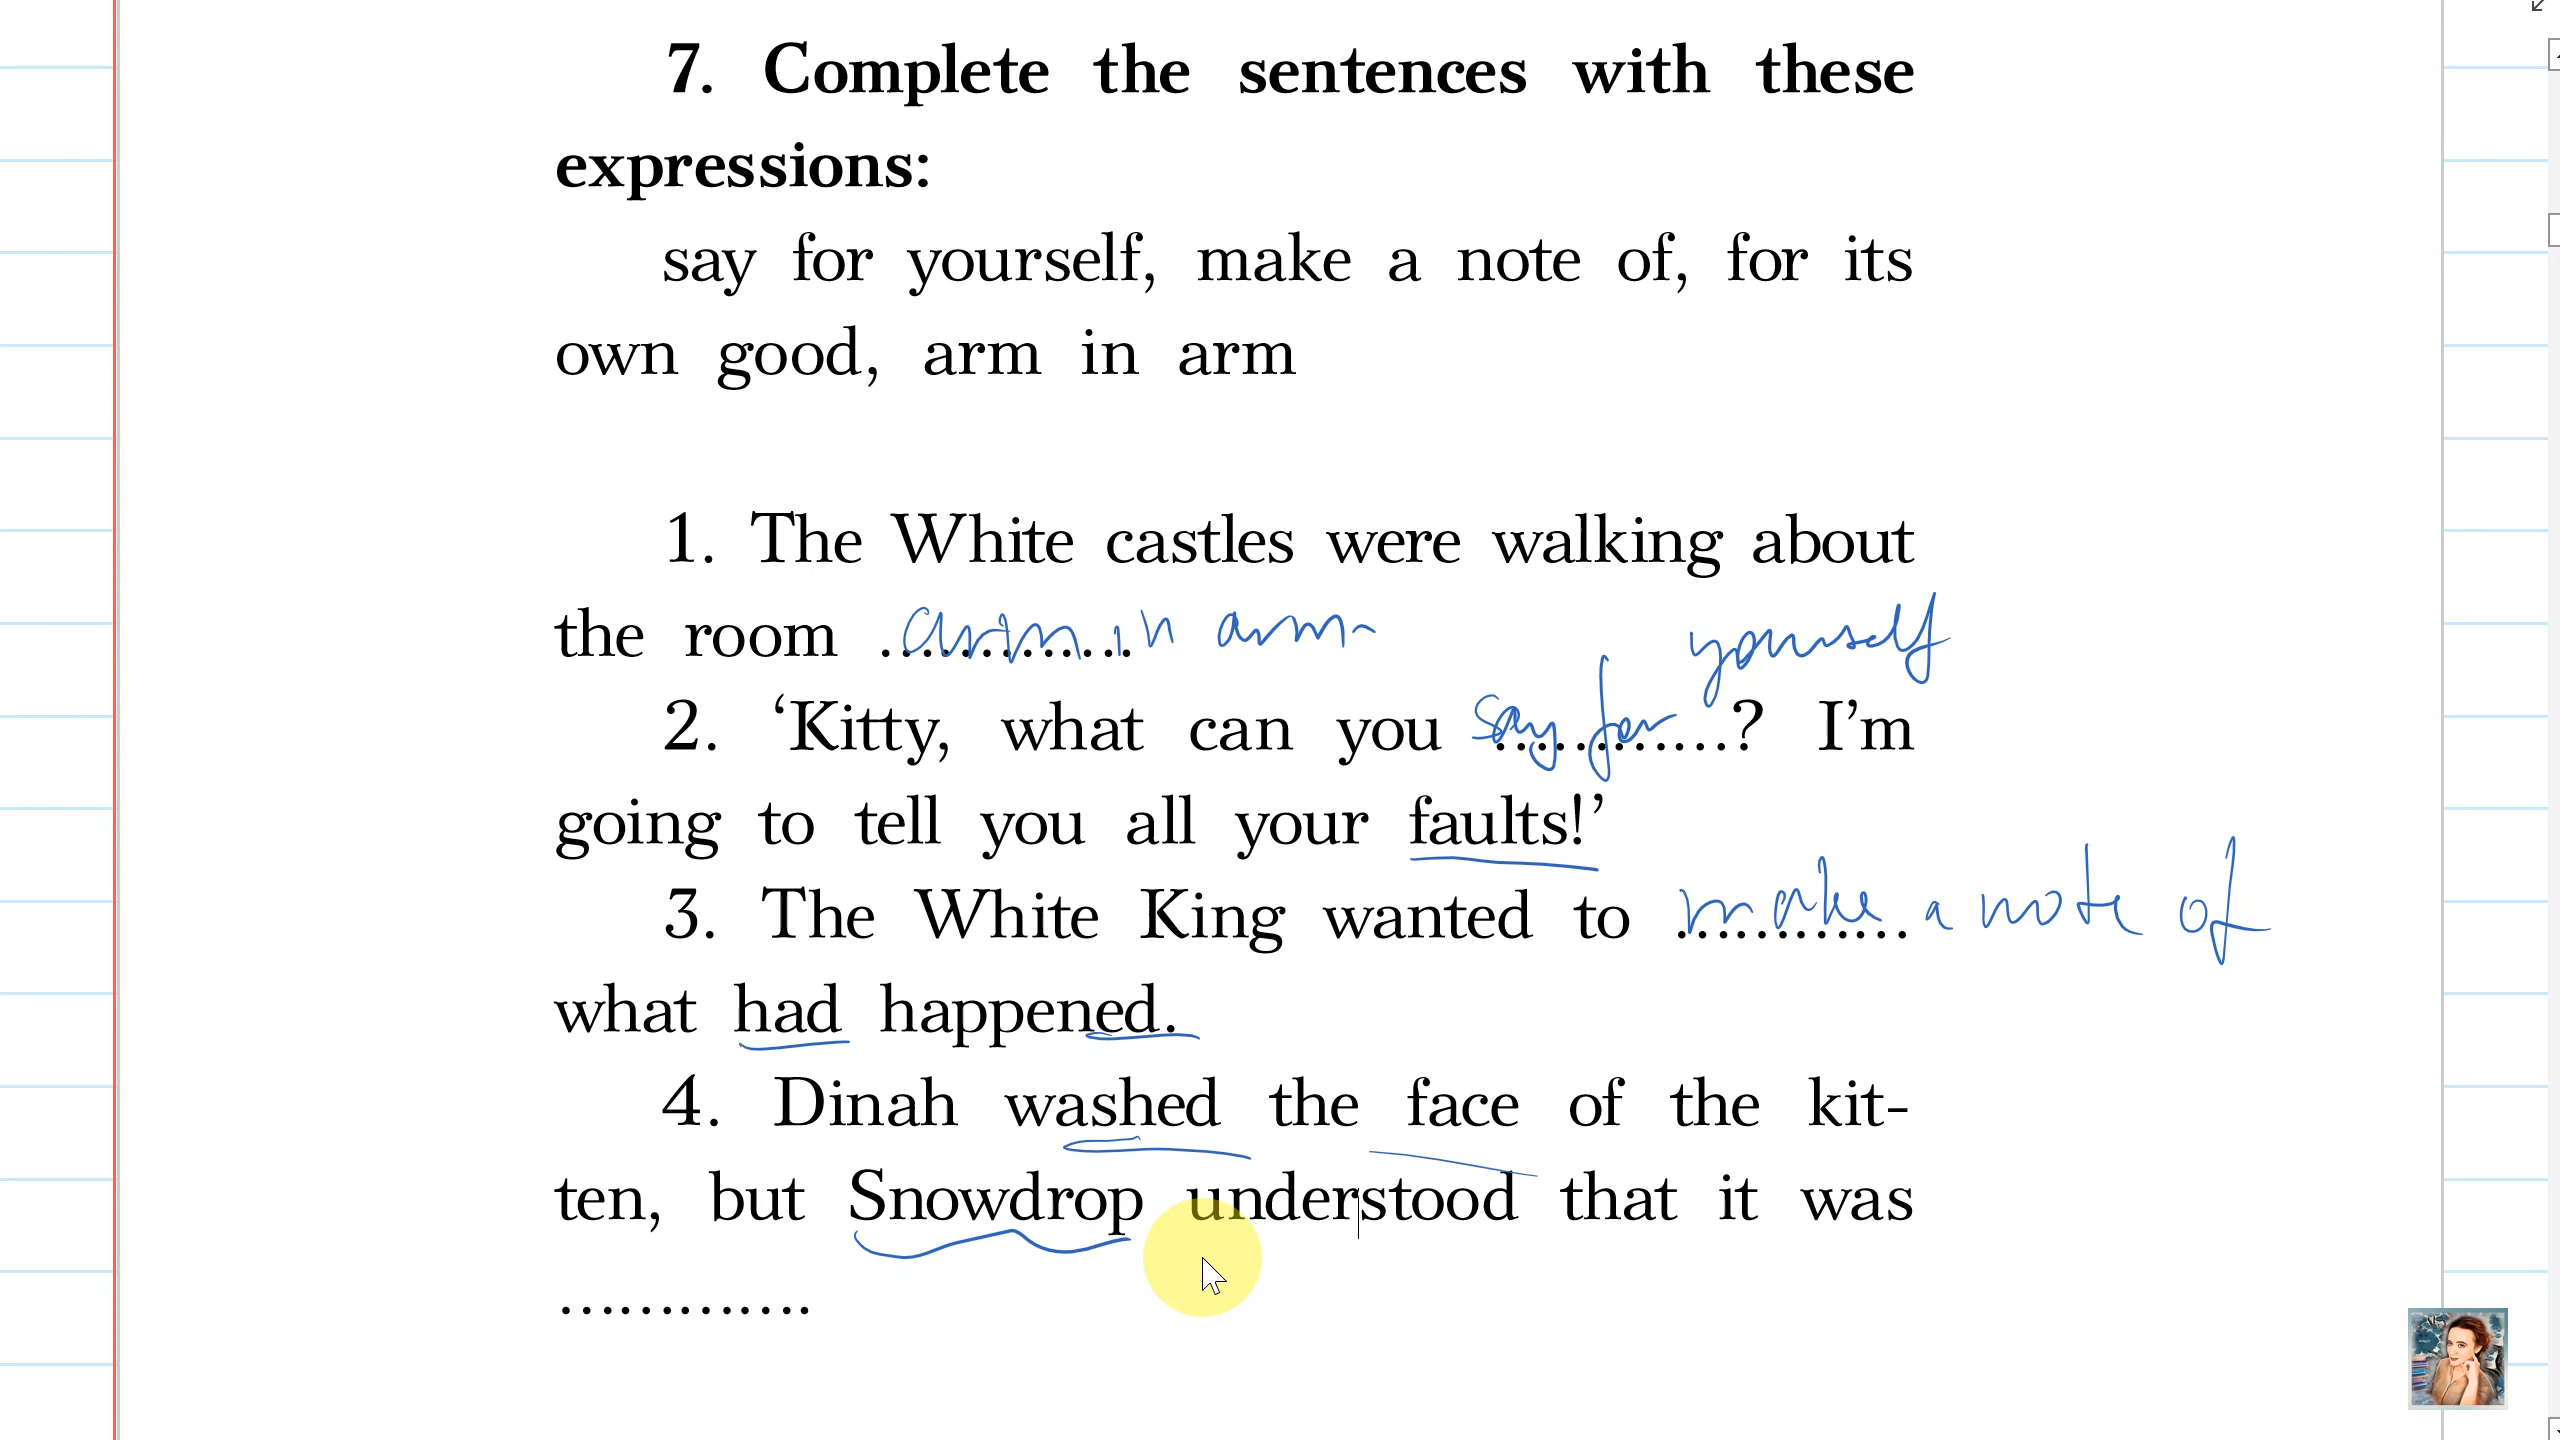 7. Complete the sentences with these
expressions:
say for yourself, make a note of, for its
own good, arm in arm
1. The White castles were walking about
the room ............. arm in arm
yourself
2. ‘Kitty, what can you say for ............? I’m
going to tell you all your faults!’
3. The White King wanted to ............ make a note of
what had happened.
4. Dinah washed the face of the kit-
ten, but Snowdrop understood that it was
.............